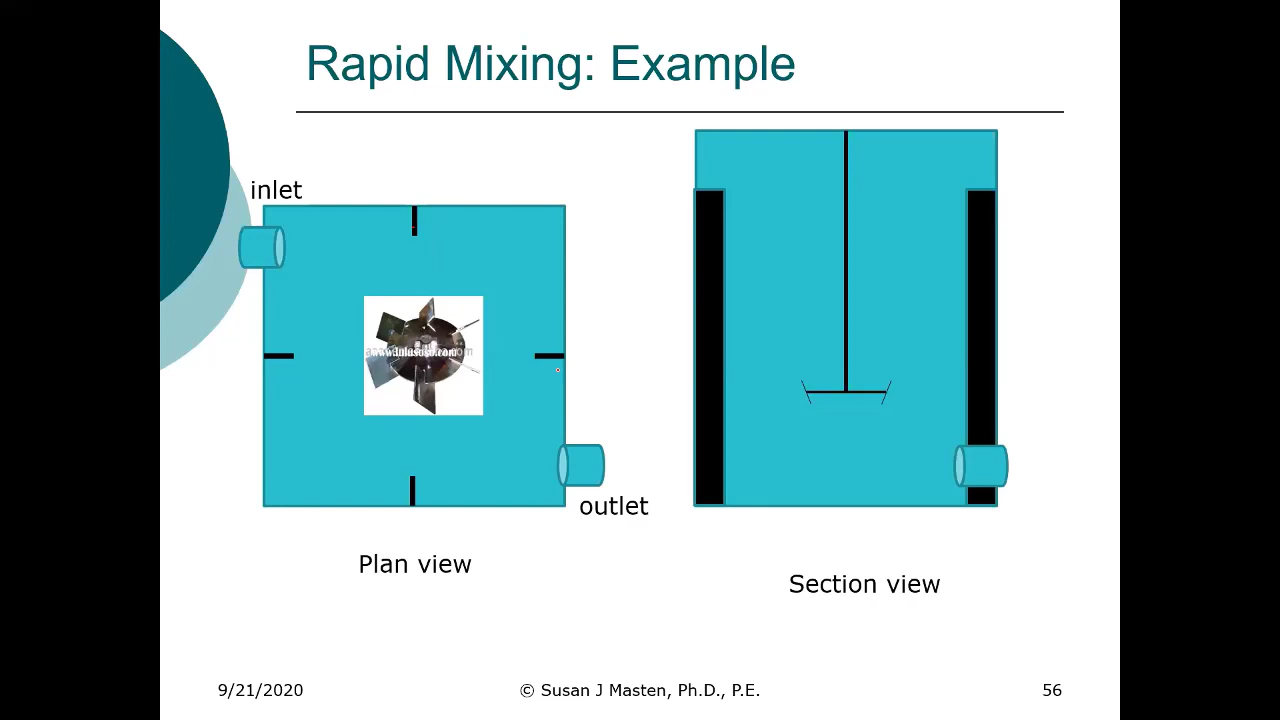 Rapid Mixing: Example
inlet
outlet
Plan view
Section view
9/21/2020
© Susan J Masten, Ph.D., P.E.
56